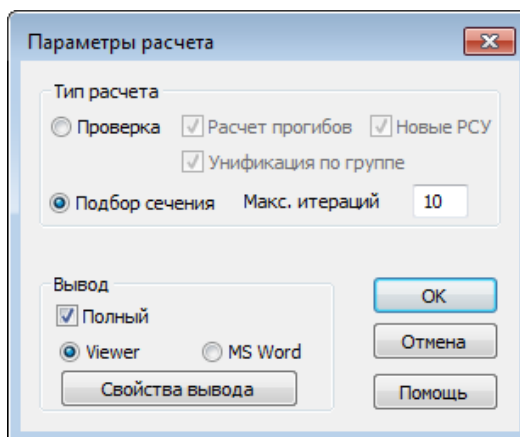 Параметры расчета
Тип расчета
Проверка Расчет прогибов Новые РСУ
Унификация по группе
Подбор сечения Макс. итераций 10
Вывод
Полный
Viewer MS Word
Свойства вывода
OK
Отмена
Помощь